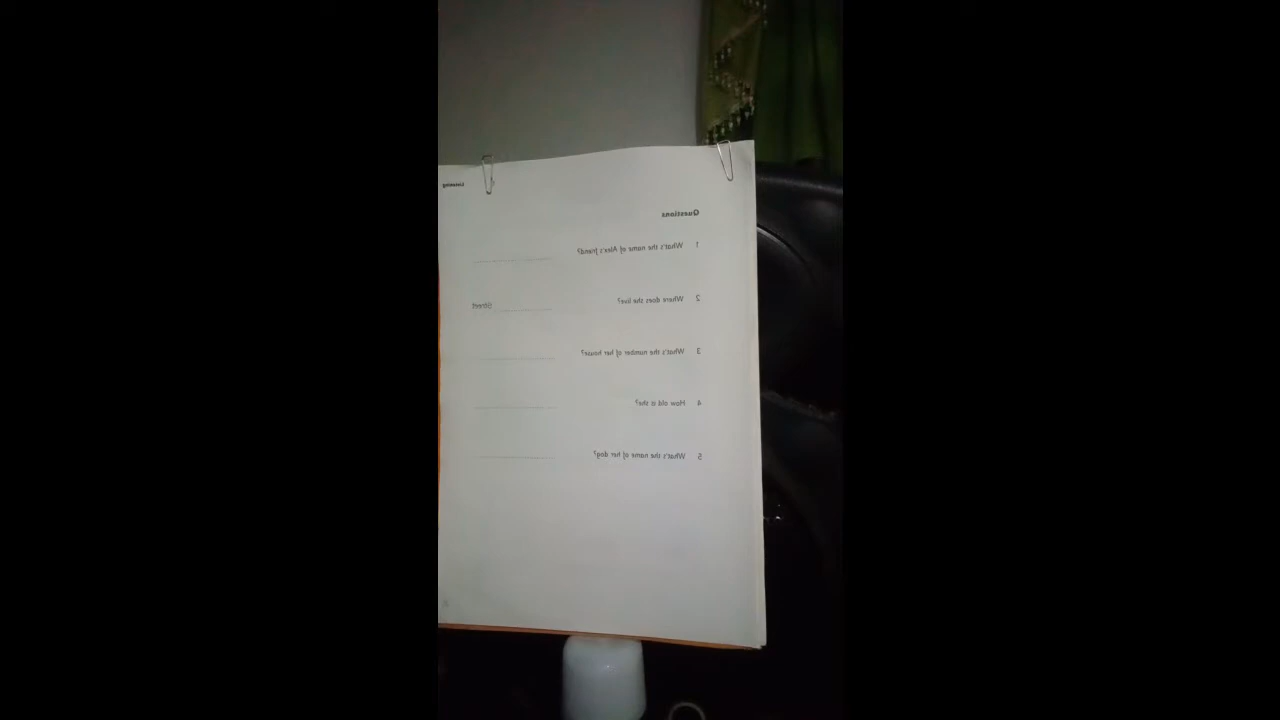 Listening
Questions
1 What's the name of Alex's friend?
2 Where does she live? Street
3 What's the number of her house?
4 How old is she?
5 What's the name of her dog?